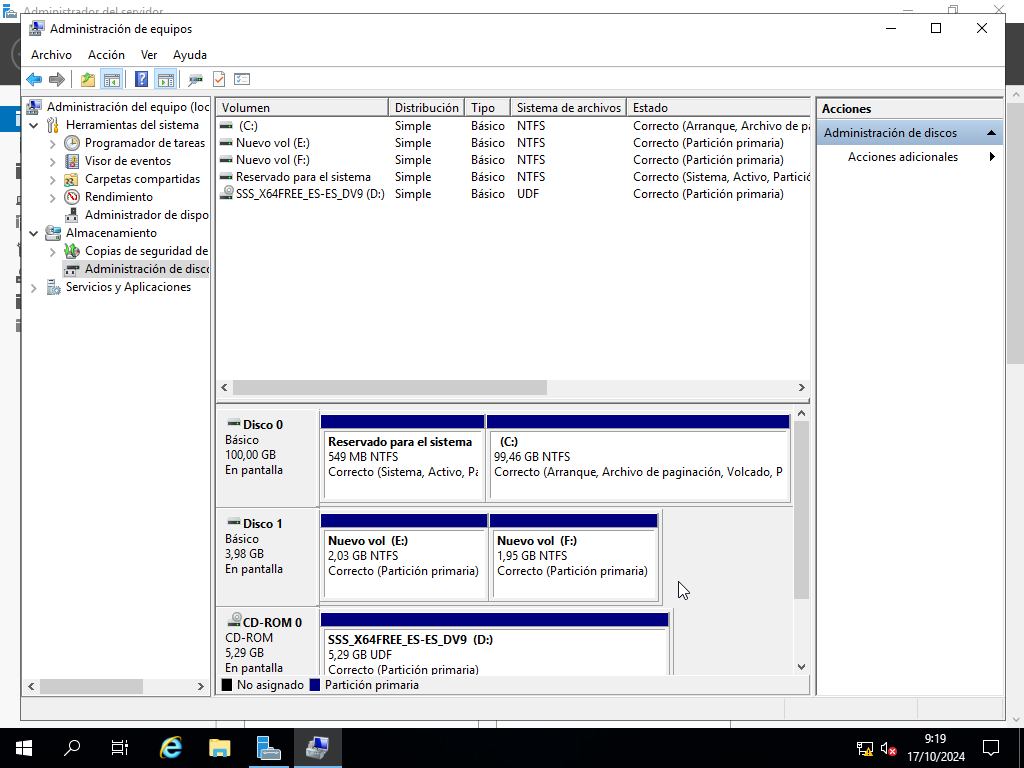 Administrador del servidor
Administración de equipos
Archivo Acción Ver Ayuda
Administración del equipo (loc
Herramientas del sistema
Programador de tareas
Visor de eventos
Carpetas compartidas
Rendimiento
Administrador de dispo
Almacenamiento
Copias de seguridad de
Administración de disco
Servicios y Aplicaciones
Volumen Distribución Tipo Sistema de archivos Estado
(C:) Simple Básico NTFS Correcto (Arranque, Archivo de pa
Nuevo vol (E:) Simple Básico NTFS Correcto (Partición primaria)
Nuevo vol (F:) Simple Básico NTFS Correcto (Partición primaria)
Reservado para el sistema Simple Básico NTFS Correcto (Sistema, Activo, Partició
SSS_X64FREE_ES-ES_DV9 (D:) Simple Básico UDF Correcto (Partición primaria)
Disco 0
Básico
100,00 GB
En pantalla
Reservado para el sistema
549 MB NTFS
Correcto (Sistema, Activo, Pa
(C:)
99,46 GB NTFS
Correcto (Arranque, Archivo de paginación, Volcado, P
Disco 1
Básico
3,98 GB
En pantalla
Nuevo vol (E:)
2,03 GB NTFS
Correcto (Partición primaria)
Nuevo vol (F:)
1,95 GB NTFS
Correcto (Partición primaria)
CD-ROM 0
CD-ROM
5,29 GB
En pantalla
SSS_X64FREE_ES-ES_DV9 (D:)
5,29 GB UDF
Correcto (Partición primaria)
No asignado Partición primaria
Acciones
Administración de discos
Acciones adicionales
9:19
17/10/2024